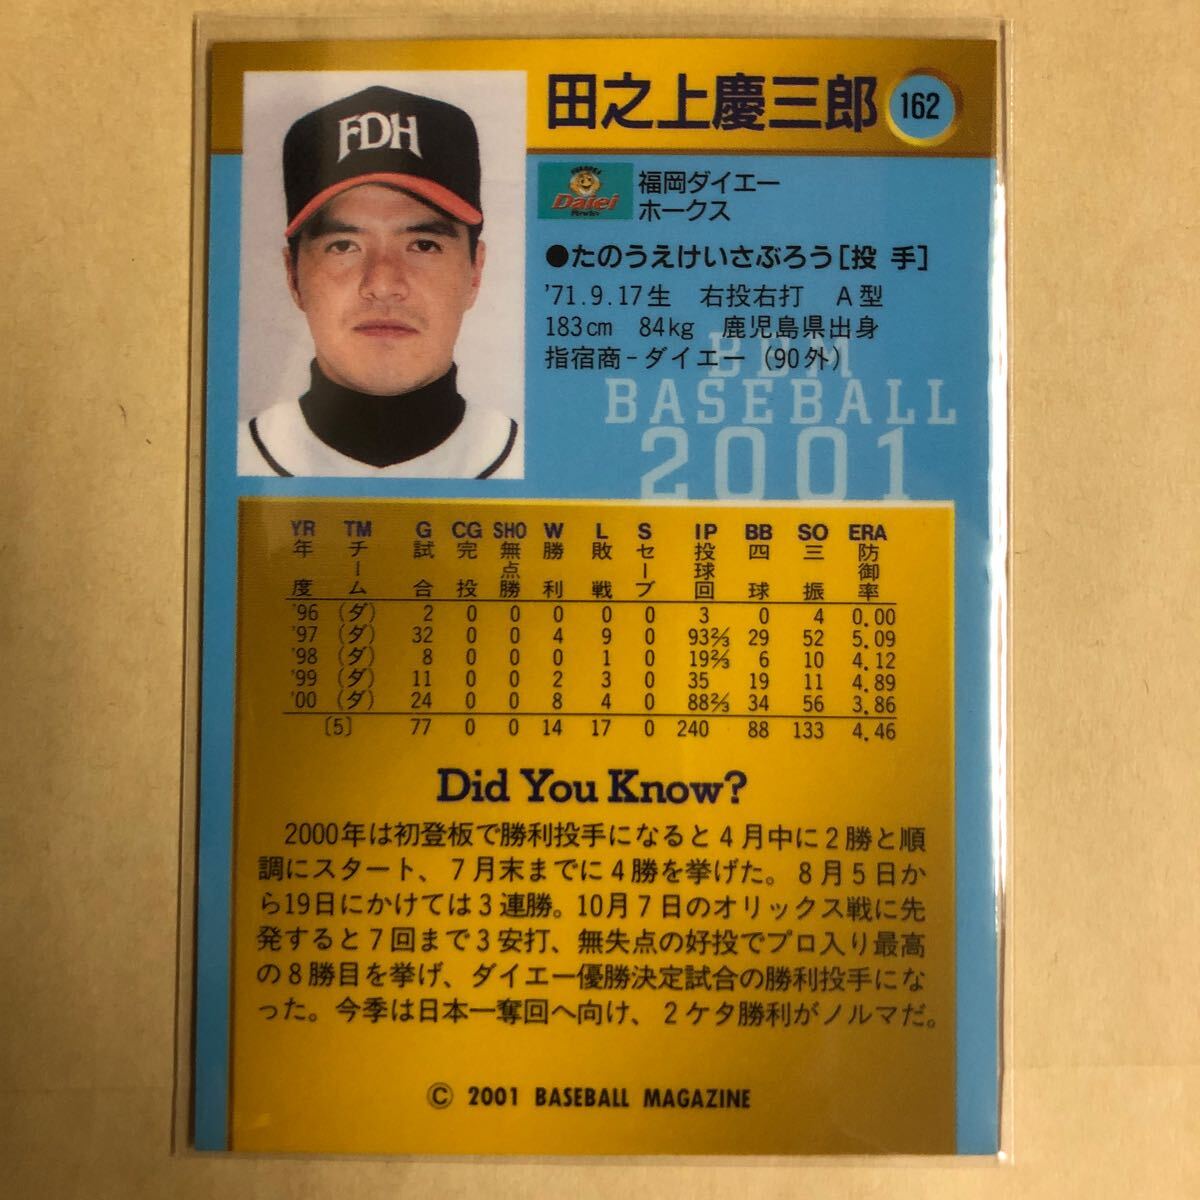 田之上慶三郎 162
FDH
Daiei
福岡ダイエー
ホークス
●たのうえけいさぶろう[投 手]
'71.9.17生 右投右打 A型
183cm 84kg 鹿児島県出身
指宿商－ダイエー（90外）
BBM
BASEBALL
2001
YR TM G CG SHO W L S IP BB SO ERA
年度 チーム 試合 完投 無点勝 勝利 敗戦 セーブ 投球回 四球 三振 防御率
'96 (ダ) 2 0 0 0 0 0 3 0 4 0.00
'97 (ダ) 32 0 0 4 9 0 93⅔ 29 52 5.09
'98 (ダ) 8 0 0 0 1 0 19⅔ 6 10 4.12
'99 (ダ) 11 0 0 2 3 0 35 19 11 4.89
'00 (ダ) 24 0 0 8 4 0 88⅔ 34 56 3.86
〔5〕 77 0 0 14 17 0 240 88 133 4.46
Did You Know?
2000年は初登板で勝利投手になると4月中に2勝と順
調にスタート、7月末までに4勝を挙げた。8月5日か
ら19日にかけては3連勝。10月7日のオリックス戦に先
発すると7回まで3安打、無失点の好投でプロ入り最高
の8勝目を挙げ、ダイエー優勝決定試合の勝利投手にな
った。今季は日本一奪回へ向け、2ケタ勝利がノルマだ。
© 2001 BASEBALL MAGAZINE